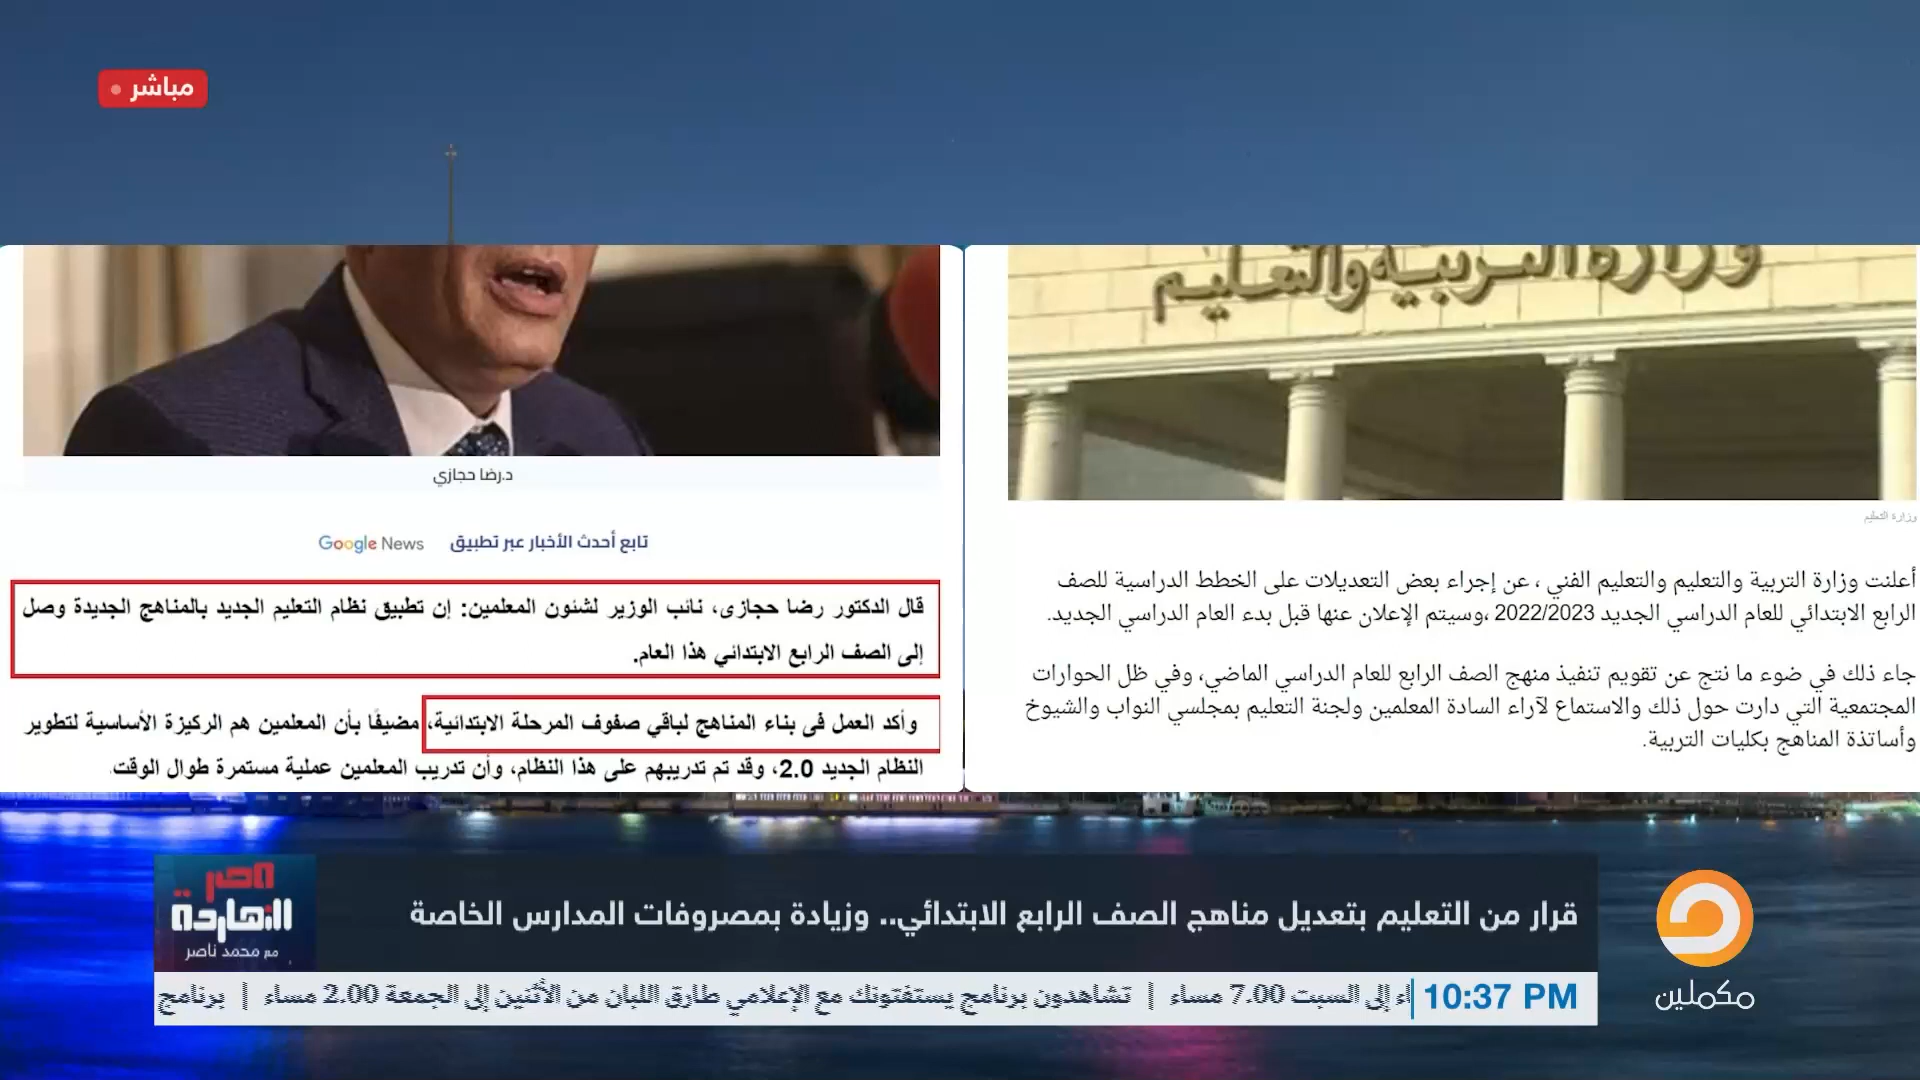 مباشر
وزارة التربية والتعليم
وزارة التعليم
أعلنت وزارة التربية والتعليم والتعليم الفني ، عن إجراء بعض التعديلات على الخطط الدراسية للصف
الرابع الابتدائي للعام الدراسي الجديد 2022/2023 ،وسيتم الإعلان عنها قبل بدء العام الدراسي الجديد.
جاء ذلك في ضوء ما نتج عن تقويم تنفيذ منهج الصف الرابع للعام الدراسي الماضي، وفي ظل الحوارات
المجتمعية التي دارت حول ذلك والاستماع لآراء السادة المعلمين ولجنة التعليم بمجلسي النواب والشيوخ
وأساتذة المناهج بكليات التربية.
د.رضا حجازي
تابع أحدث الأخبار عبر تطبيق Google News
قال الدكتور رضا حجازى، نائب الوزير لشئون المعلمين: إن تطبيق نظام التعليم الجديد بالمناهج الجديدة وصل
إلى الصف الرابع الابتدائي هذا العام.
وأكد العمل فى بناء المناهج لباقي صفوف المرحلة الابتدائية، مضيفًا بأن المعلمين هم الركيزة الأساسية لتطوير
النظام الجديد 2.0، وقد تم تدريبهم على هذا النظام، وأن تدريب المعلمين عملية مستمرة طوال الوقت.
قرار من التعليم بتعديل مناهج الصف الرابع الابتدائي.. وزيادة بمصروفات المدارس الخاصة
مصر
النهاردة
مع محمد ناصر
10:37 PM
اء إلى السبت 7.00 مساء | تشاهدون برنامج يستفتونك مع الإعلامي طارق اللبان من الأثنين إلى الجمعة 2.00 مساء | برنامج
مكملين